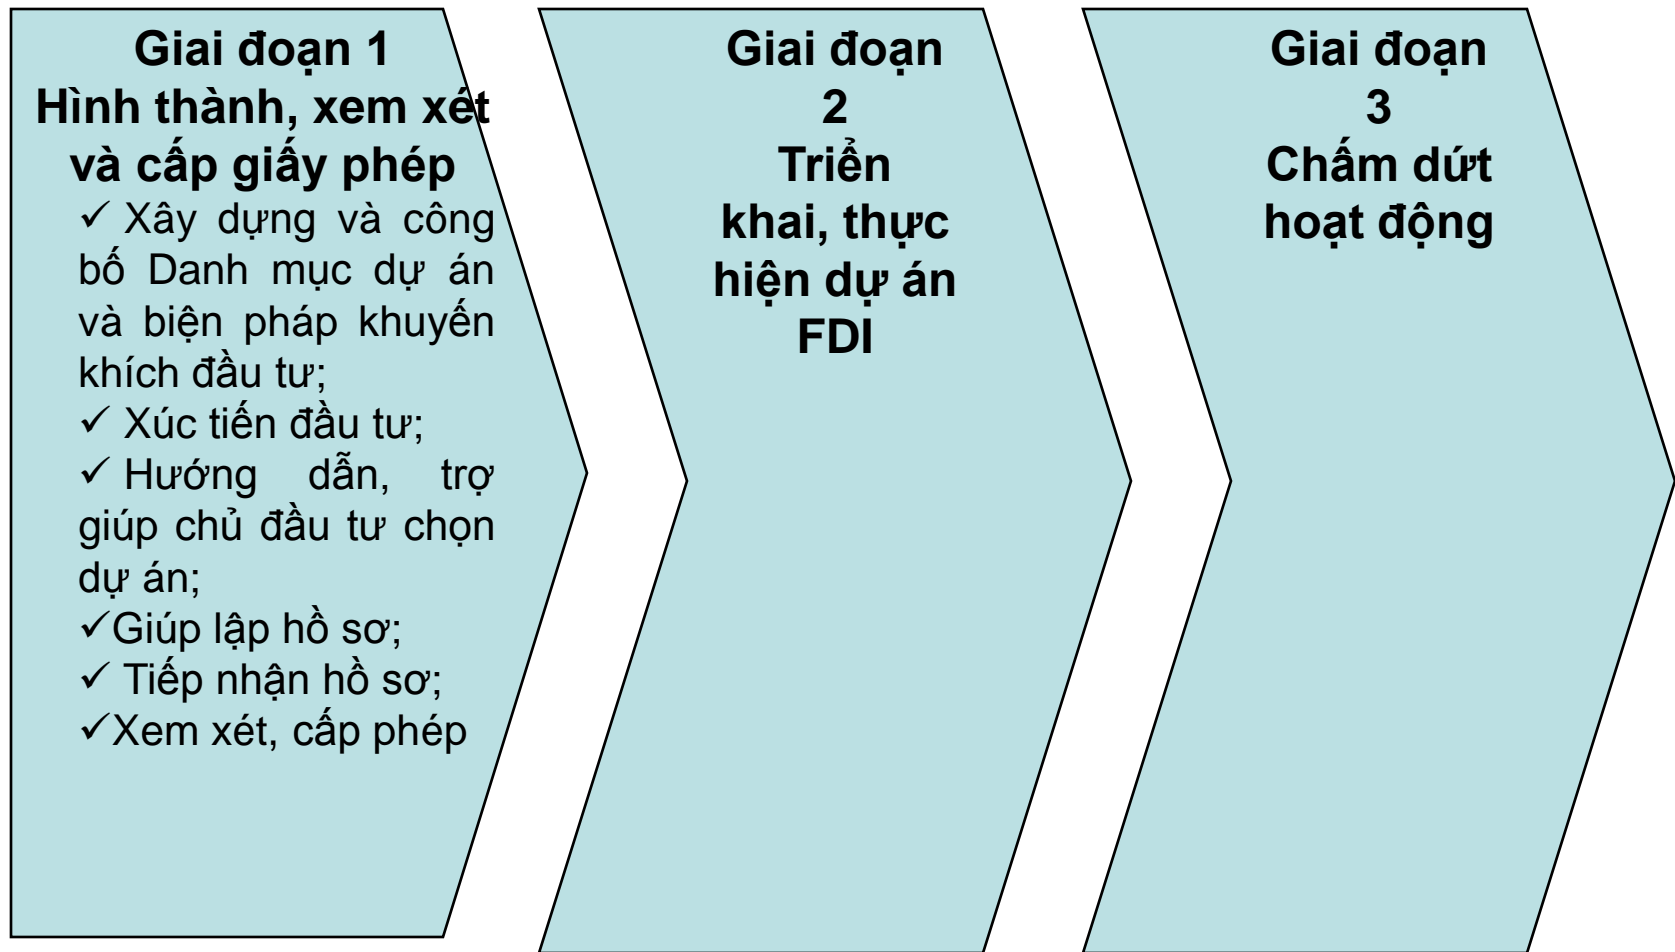 Giai đoạn 1
Hình thành, xem xét
và cấp giấy phép
✓ Xây dựng và công
bố Danh mục dự án
và biện pháp khuyến
khích đầu tư;
✓ Xúc tiến đầu tư;
✓ Hướng dẫn, trợ
giúp chủ đầu tư chọn
dự án;
✓Giúp lập hồ sơ;
✓ Tiếp nhận hồ sơ;
✓Xem xét, cấp phép
Giai đoạn
2
Triển
khai, thực
hiện dự án
FDI
Giai đoạn
3
Chấm dứt
hoạt động